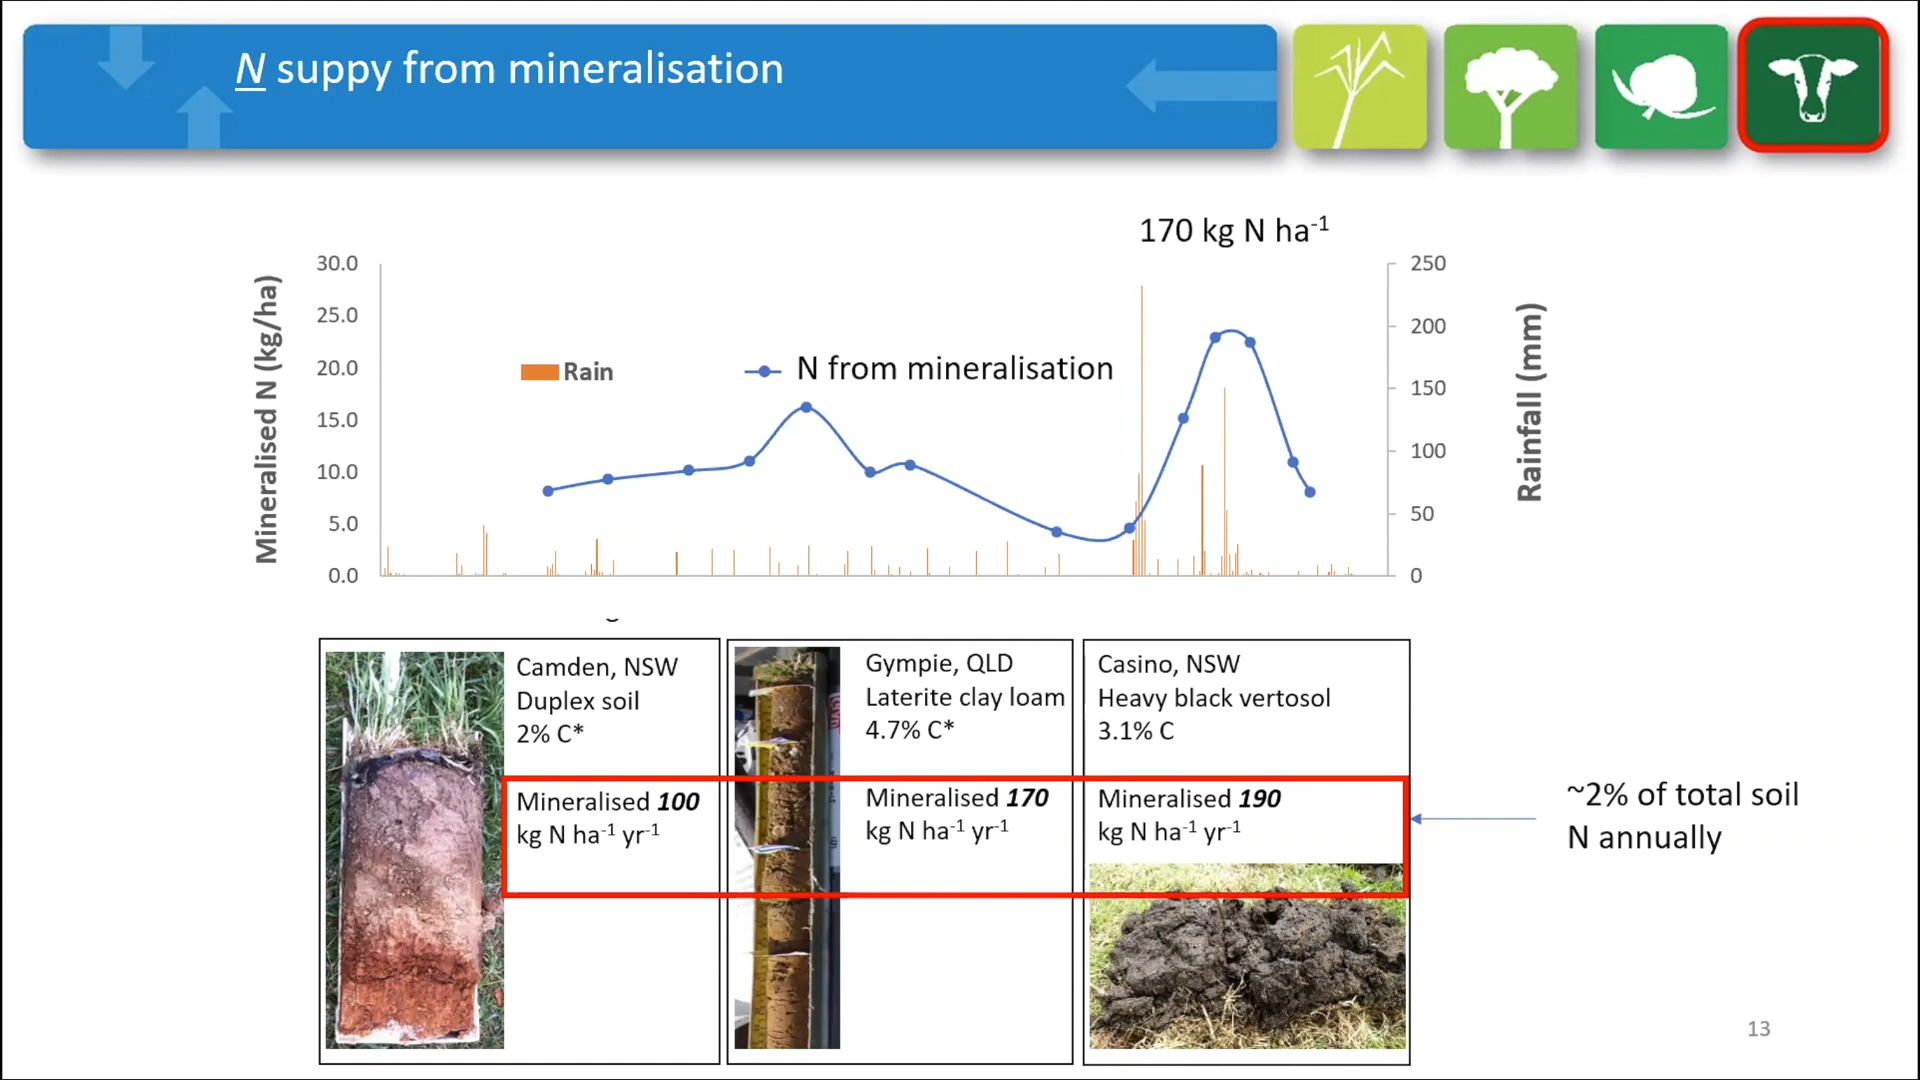 N suppy from mineralisation
170 kg N ha-1
30.0
25.0
20.0
15.0
10.0
5.0
0.0
Mineralised N (kg/ha)
Rain
N from mineralisation
250
200
150
100
50
0
Rainfall (mm)
Camden, NSW
Duplex soil
2% C*
Mineralised 100
kg N ha-1 yr-1
Gympie, QLD
Laterite clay loam
4.7% C*
Mineralised 170
kg N ha-1 yr-1
Casino, NSW
Heavy black vertosol
3.1% C
Mineralised 190
kg N ha-1 yr-1
~2% of total soil
N annually
13